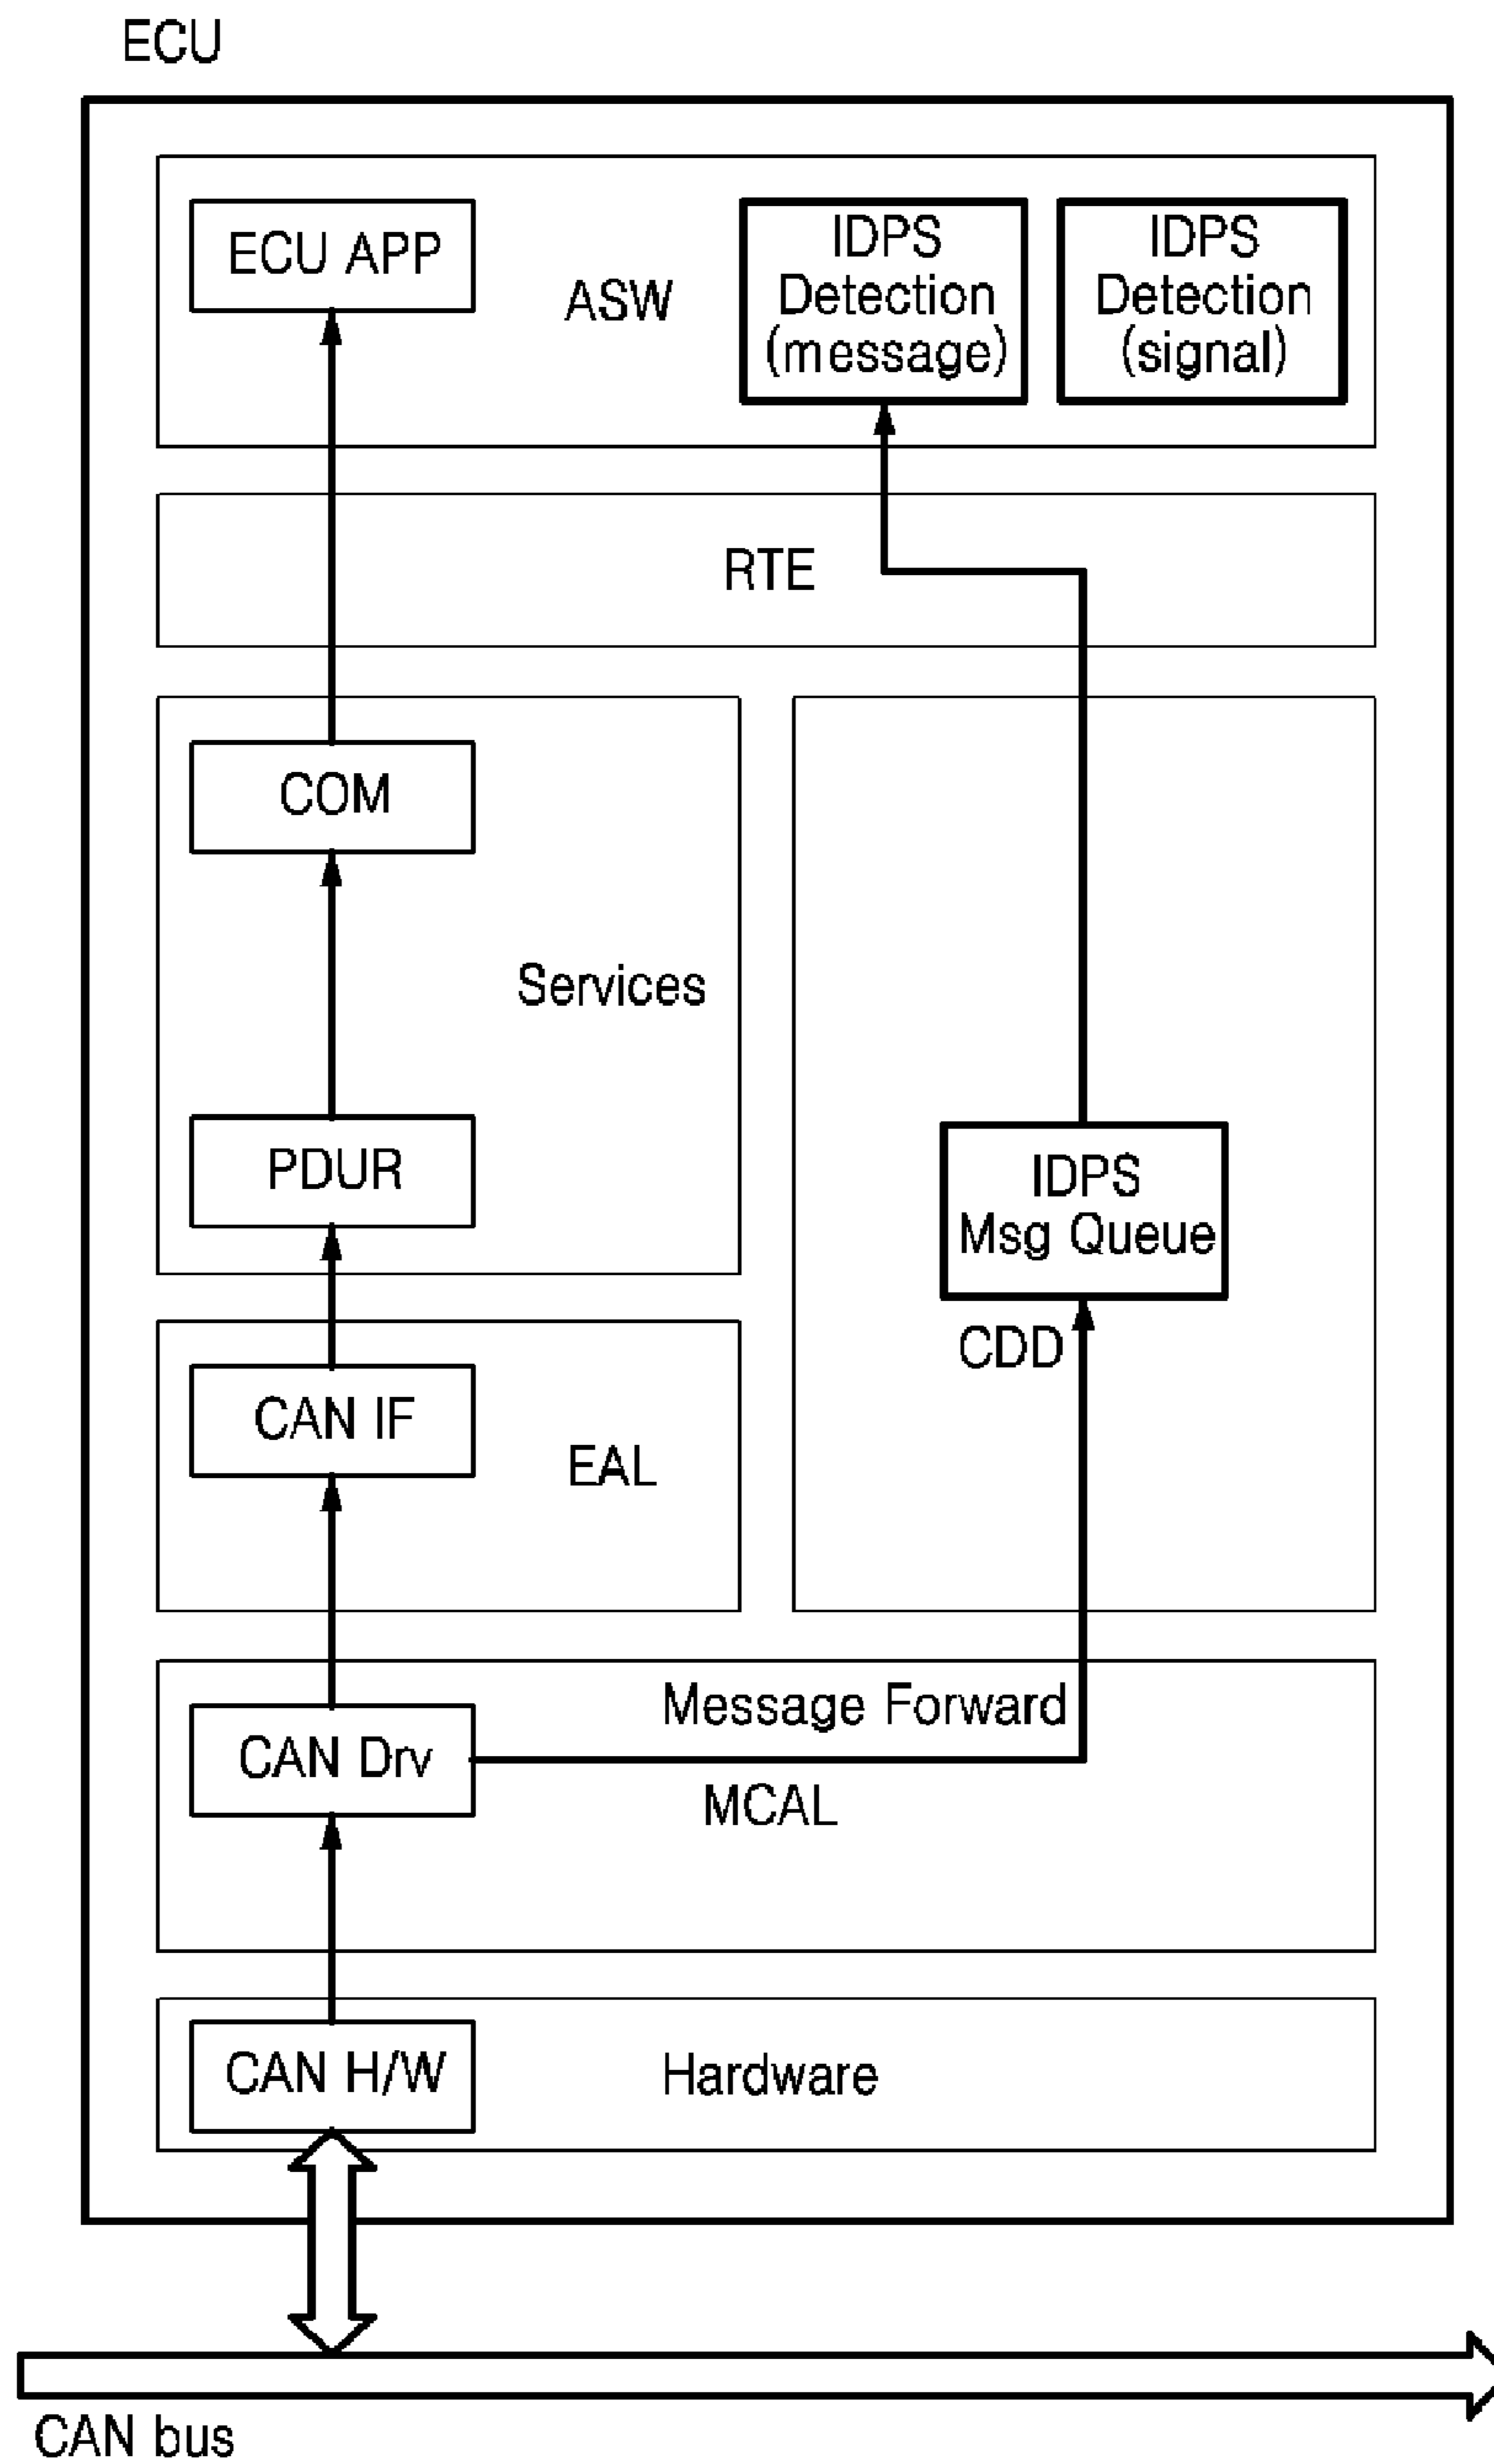 ECU
ECU APP
ASW
IDPS
Detection
(message)
IDPS
Detection
(signal)
RTE
COM
Services
PDUR
IDPS
Msg Queue
CDD
CAN IF
EAL
Message Forward
CAN Drv
MCAL
CAN H/W
Hardware
CAN bus